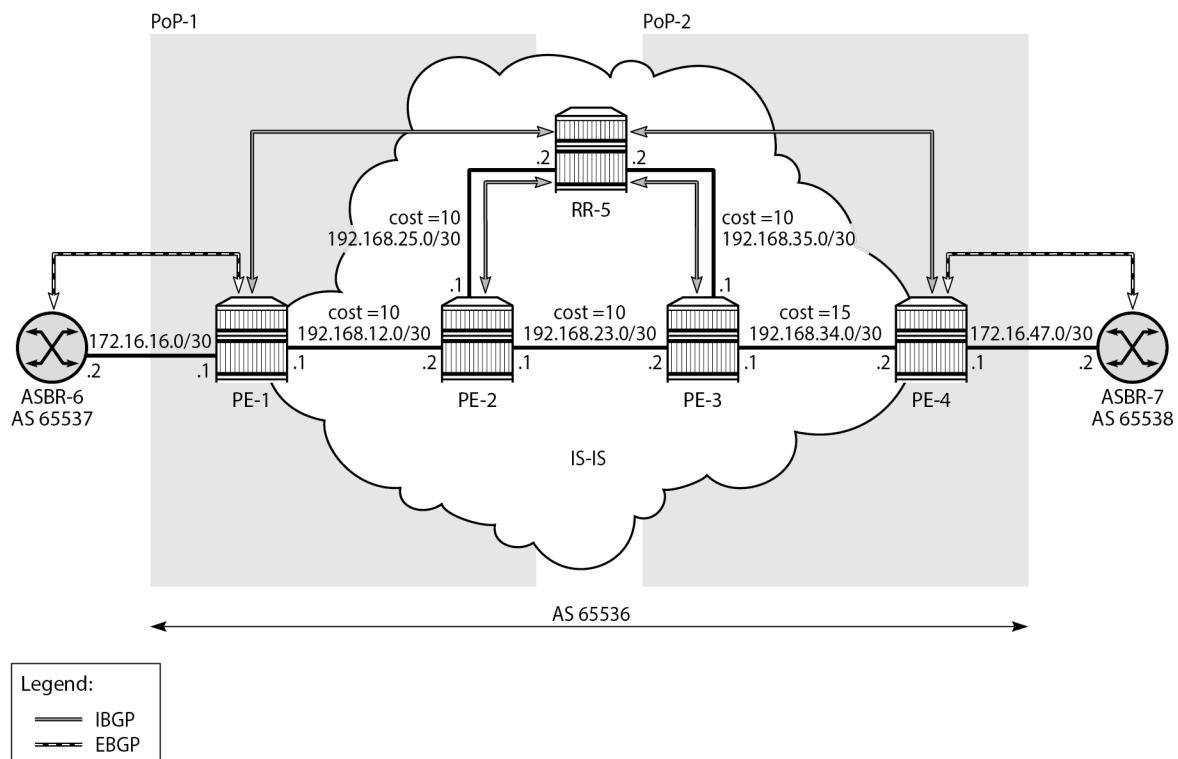 PoP-1
PoP-2
.2
.2
RR-5
cost =10
192.168.25.0/30
cost =10
192.168.35.0/30
.1
.1
cost =10
192.168.12.0/30
cost =10
192.168.23.0/30
cost =15
192.168.34.0/30
172.16.16.0/30
172.16.47.0/30
.2
.1
.1
.2
.1
.2
.1
.2
.1
.2
ASBR-6
AS 65537
PE-1
PE-2
PE-3
PE-4
ASBR-7
AS 65538
IS-IS
AS 65536
Legend:
IBGP
EBGP